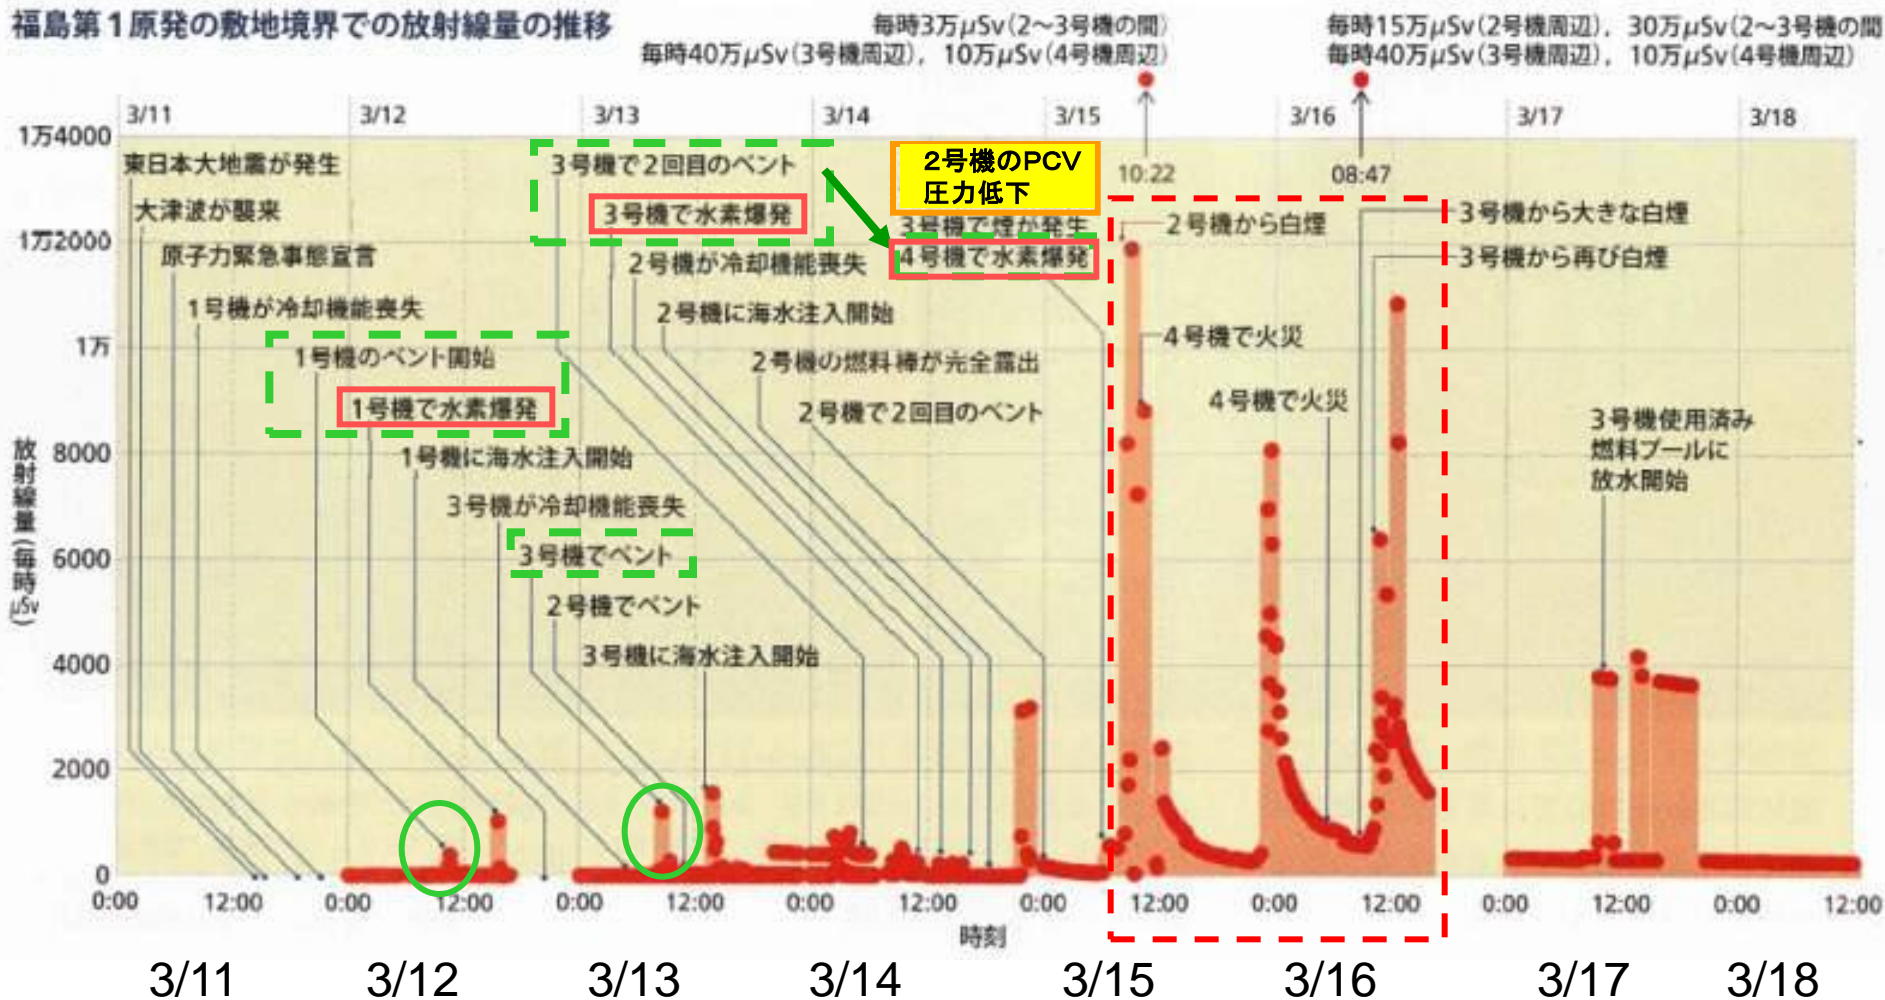 福島第1原発の敷地境界での放射線量の推移
毎時3万μSv(2～3号機の間)
毎時40万μSv(3号機周辺)，10万μSv(4号機周辺)
毎時15万μSv(2号機周辺)，30万μSv(2～3号機の間
毎時40万μSv(3号機周辺)，10万μSv(4号機周辺)
3/11 3/12 3/13 3/14 3/15 3/16 3/17 3/18
10:22
08:47
東日本大地震が発生
大津波が襲来
原子力緊急事態宣言
1号機が冷却機能喪失
1号機のベント開始
1号機で水素爆発
1号機に海水注入開始
3号機が冷却機能喪失
3号機でベント
2号機でベント
3号機に海水注入開始
3号機で2回目のベント
3号機で水素爆発
2号機が冷却機能喪失
2号機に海水注入開始
2号機の燃料棒が完全露出
2号機で2回目のベント
2号機のPCV
圧力低下
3号機で煙が発生
4号機で水素爆発
2号機から白煙
4号機で火災
4号機で火災
3号機から大きな白煙
3号機から再び白煙
3号機使用済み
燃料プールに
放水開始
放射線量(毎時μSv)
1万4000
1万2000
1万
8000
6000
4000
2000
0
0:00 12:00 0:00 12:00 0:00 12:00 0:00 12:00 0:00 12:00 0:00 12:00 0:00 12:00 0:00 12:00
時刻
3/11 3/12 3/13 3/14 3/15 3/16 3/17 3/18